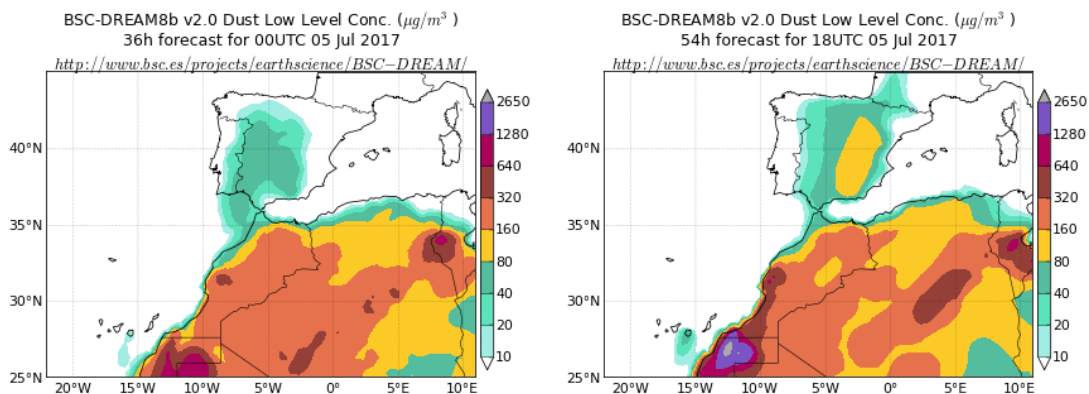 BSC-DREAM8b v2.0 Dust Low Level Conc. (μg/m³ )
36h forecast for 00UTC 05 Jul 2017
http://www.bsc.es/projects/earthscience/BSC−DREAM/
2650
1280
640
320
160
80
40
20
10
40°N
35°N
30°N
25°N
20°W 15°W 10°W 5°W 0°E 5°E 10°E
BSC-DREAM8b v2.0 Dust Low Level Conc. (μg/m³ )
54h forecast for 18UTC 05 Jul 2017
http://www.bsc.es/projects/earthscience/BSC−DREAM/
2650
1280
640
320
160
80
40
20
10
40°N
35°N
30°N
25°N
20°W 15°W 10°W 5°W 0°E 5°E 10°E